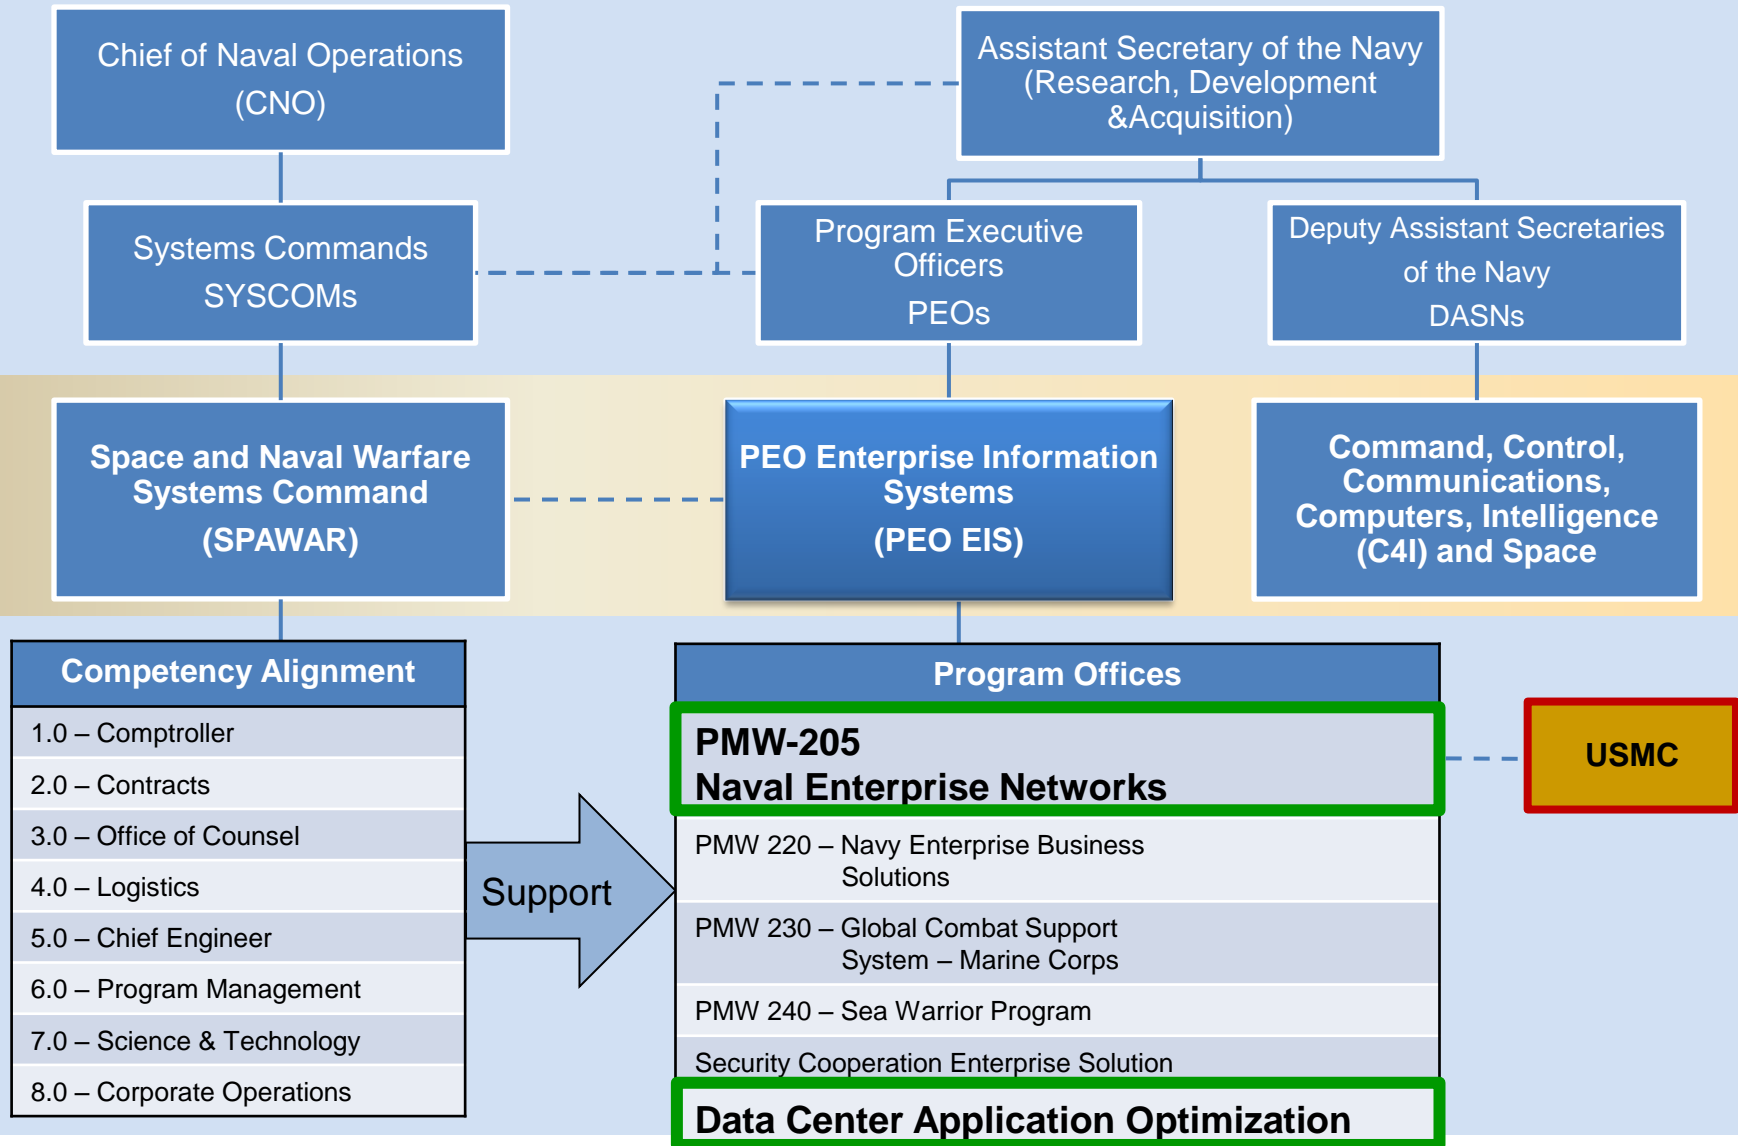 Chief of Naval Operations
(CNO)
Assistant Secretary of the Navy
(Research, Development
&Acquisition)
Systems Commands
SYSCOMs
Program Executive
Officers
PEOs
Deputy Assistant Secretaries
of the Navy
DASNs
Space and Naval Warfare
Systems Command
(SPAWAR)
PEO Enterprise Information
Systems
(PEO EIS)
Command, Control,
Communications,
Computers, Intelligence
(C4I) and Space
Competency Alignment
1.0 – Comptroller
2.0 – Contracts
3.0 – Office of Counsel
4.0 – Logistics
5.0 – Chief Engineer
6.0 – Program Management
7.0 – Science & Technology
8.0 – Corporate Operations
Support
Program Offices
PMW-205
Naval Enterprise Networks
PMW 220 – Navy Enterprise Business
Solutions
PMW 230 – Global Combat Support
System – Marine Corps
PMW 240 – Sea Warrior Program
Security Cooperation Enterprise Solution
Data Center Application Optimization
USMC